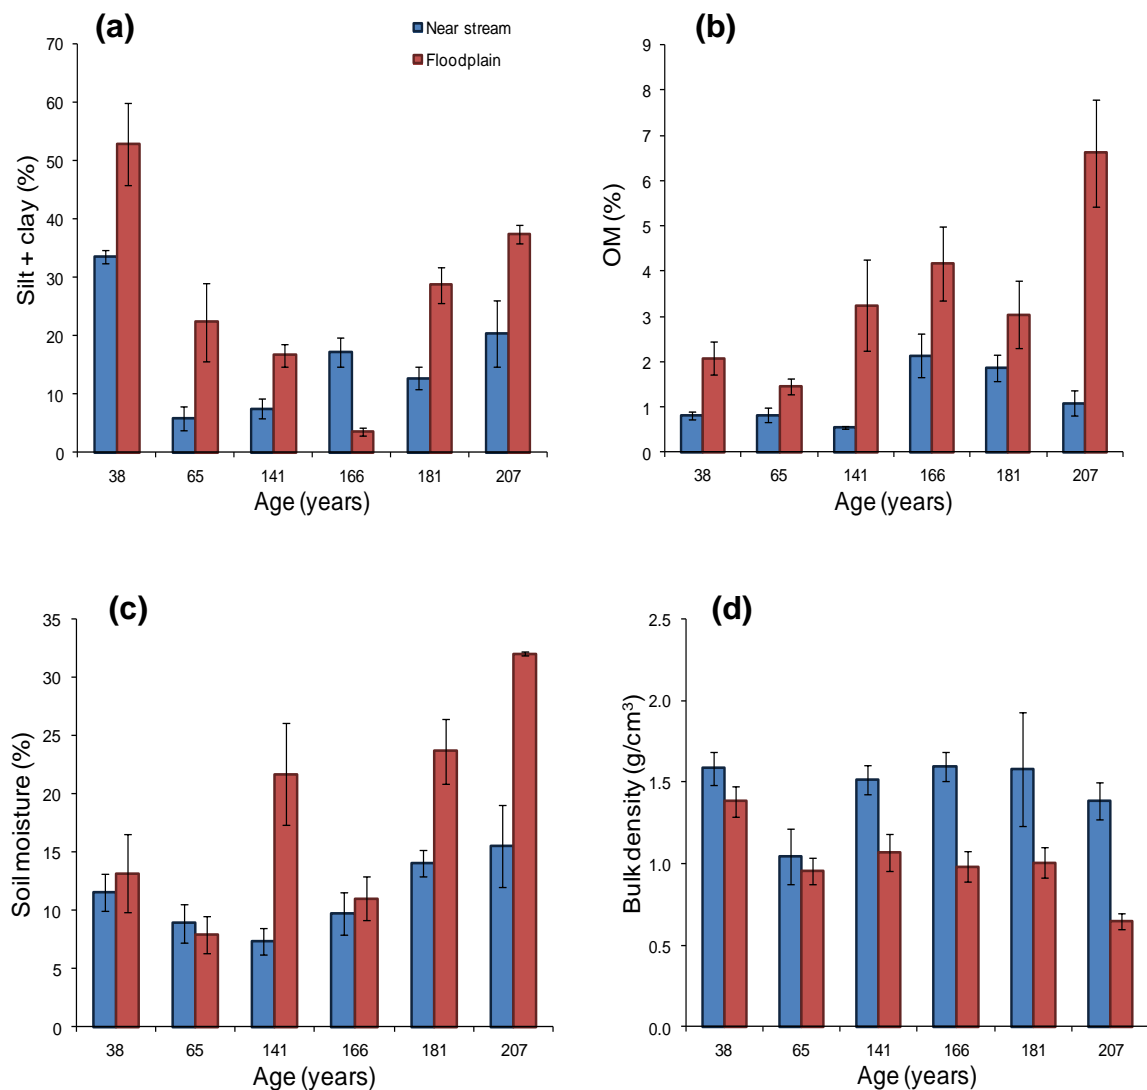 (a)
Near stream
Floodplain
70
60
50
40
30
20
10
0
Silt + clay (%)
38 65 141 166 181 207
Age (years)
(b)
9
8
7
6
5
4
3
2
1
0
OM (%)
38 65 141 166 181 207
Age (years)
(c)
35
30
25
20
15
10
5
0
Soil moisture (%)
38 65 141 166 181 207
Age (years)
(d)
2.5
2.0
1.5
1.0
0.5
0.0
Bulk density (g/cm³)
38 65 141 166 181 207
Age (years)